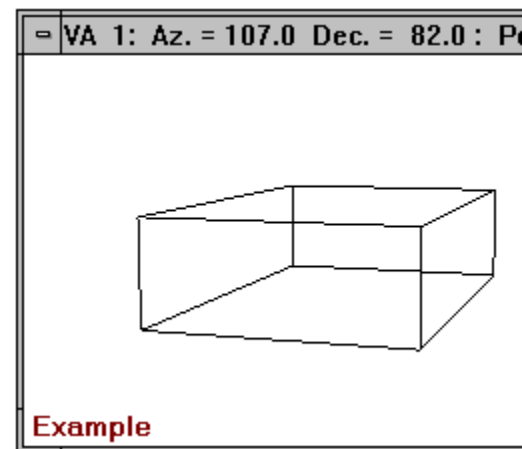 VA 1: Az. = 107.0 Dec. = 82.0 :
Example